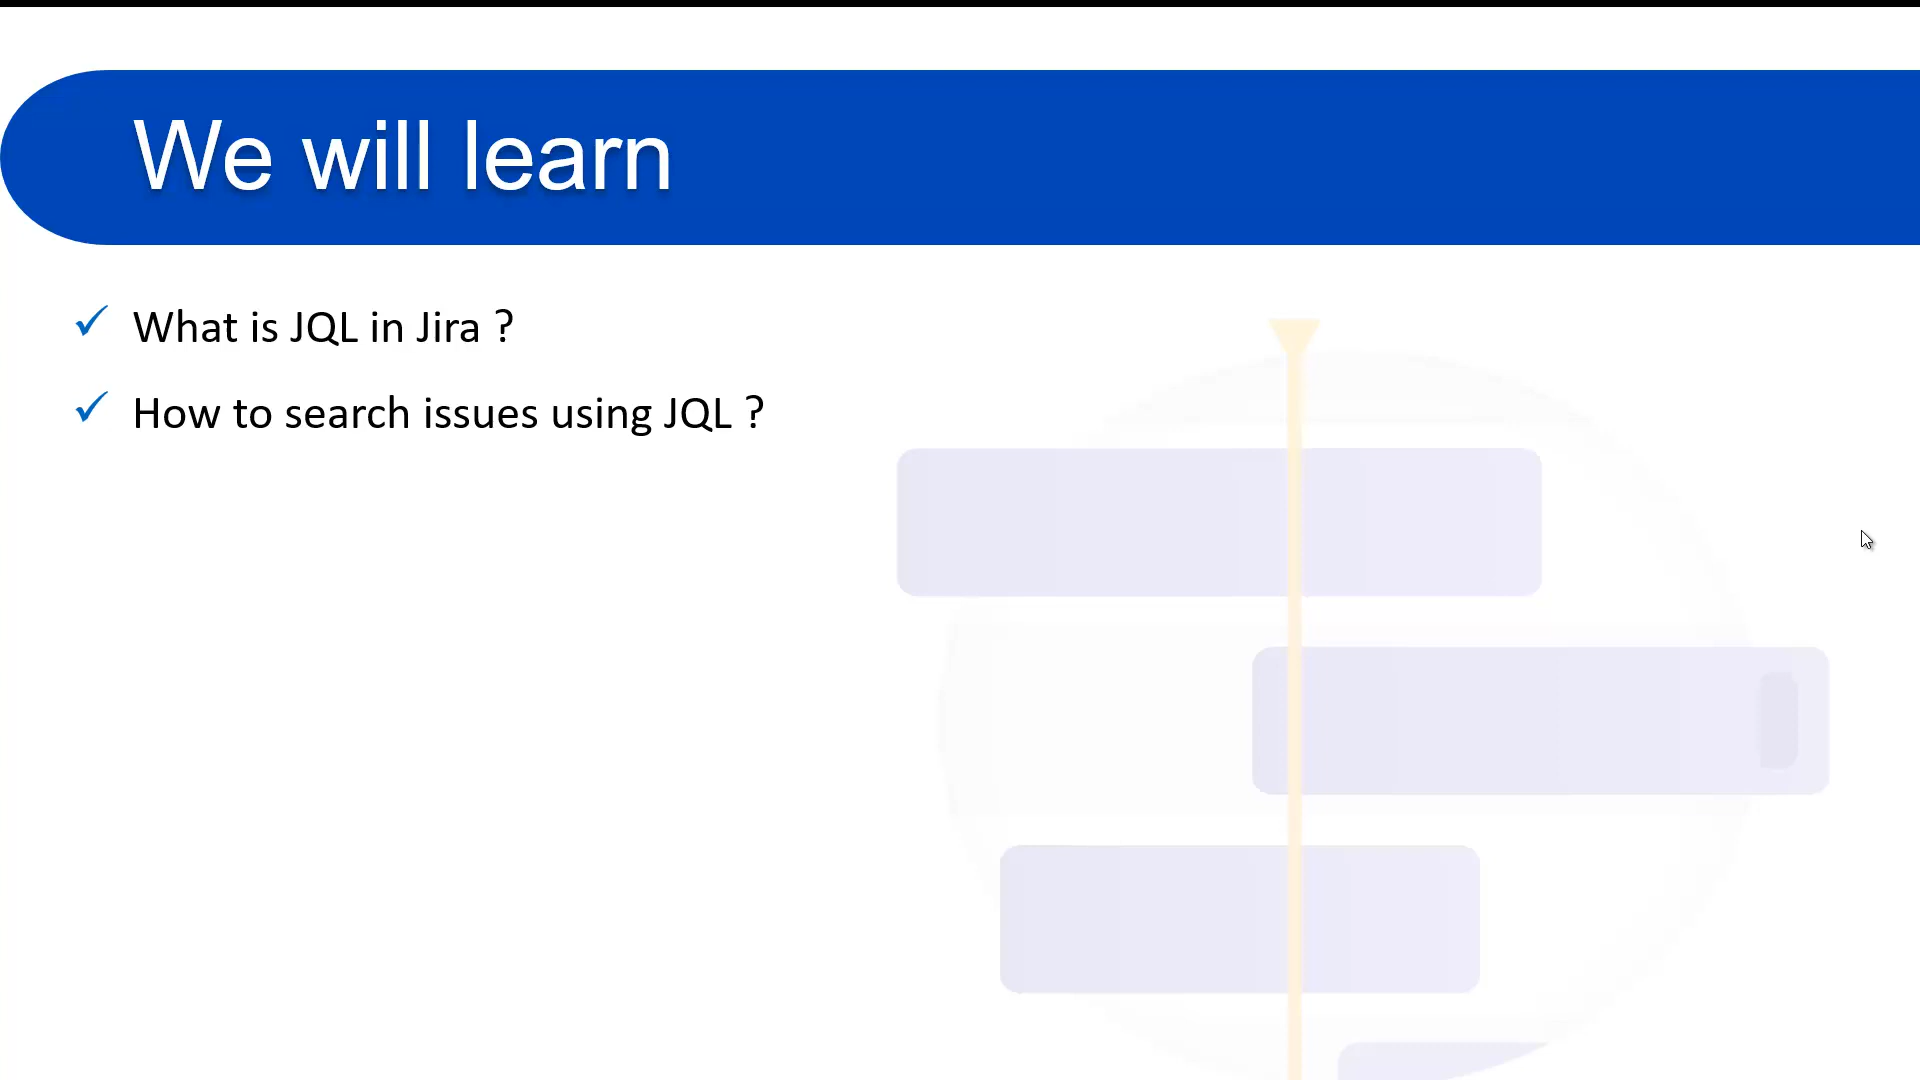 We will learn
What is JQL in Jira ?
How to search issues using JQL ?